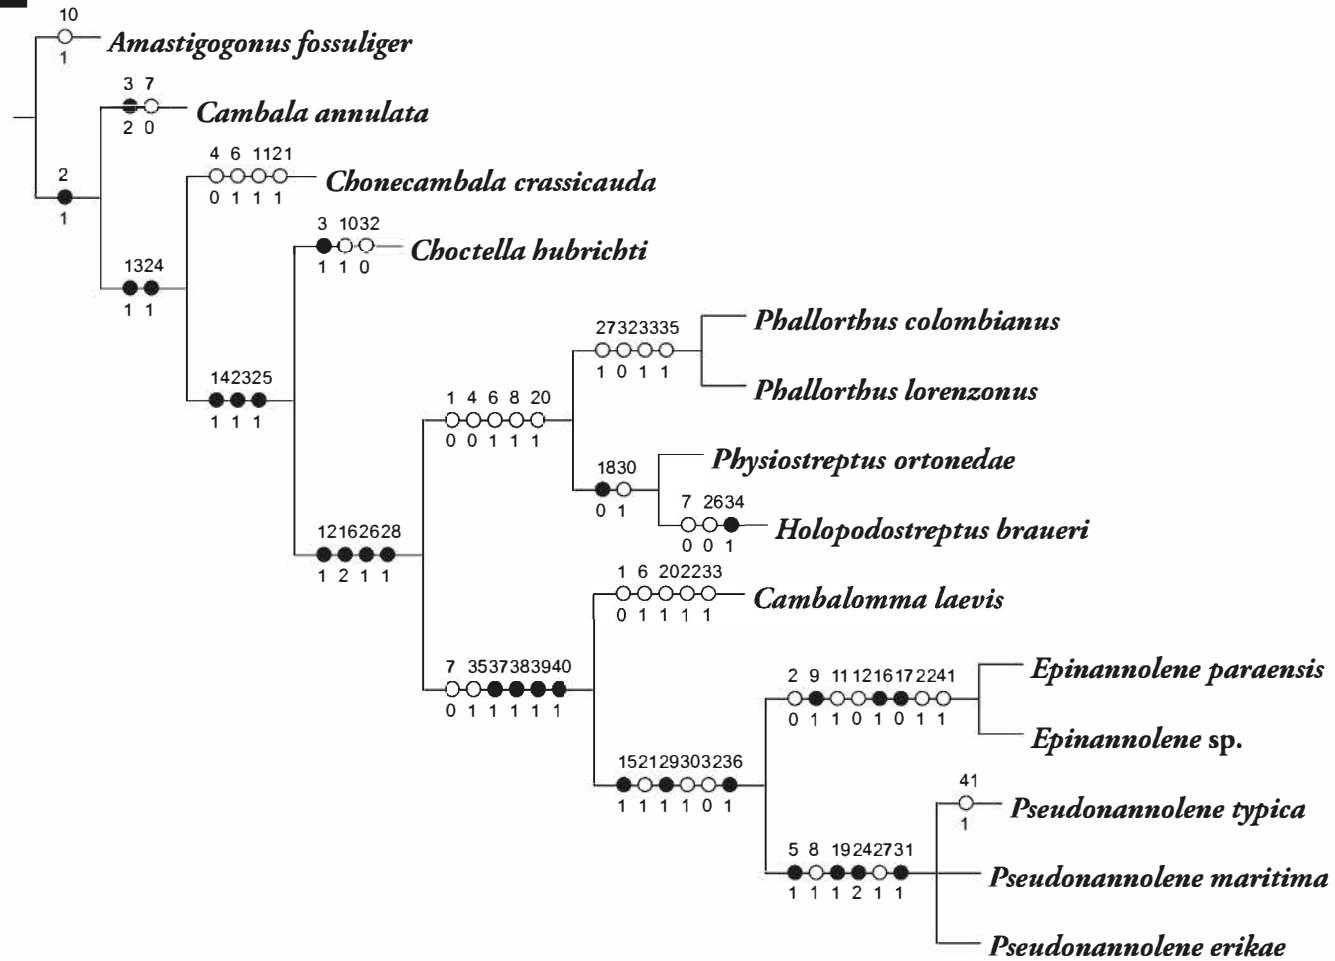 10
Amastigogonus fossuliger
1
3 7
Cambala annulata
2 0
4 6 1121
Chonecambala crassicauda
0 1 1 1
2
1
3 1032
Choctella hubrichti
1 1 0
1324
1 1
Phallorthus colombianus
27323335
1 0 1 1
142325
1 1 1
Phallorthus lorenzonus
1 4 6 8 20
0 0 1 1 1
Physiostreptus ortonedae
1830
0 1
7 2634
Holopodostreptus braueri
0 0 1
12162628
1 2 1 1
1 6 202233
Cambalomma laevis
0 1 1 1 1
Epinannolene paraensis
7 3537383940
0 1 1 1 1 1
2 9 11121617 2241
0 1 1 0 1 0 1 1
Epinannolene sp.
152129303236
1 1 1 1 0 1
41
Pseudonannolene typica
1
5 8 19242731
1 1 1 2 1 1
Pseudonannolene maritima
Pseudonannolene erikae